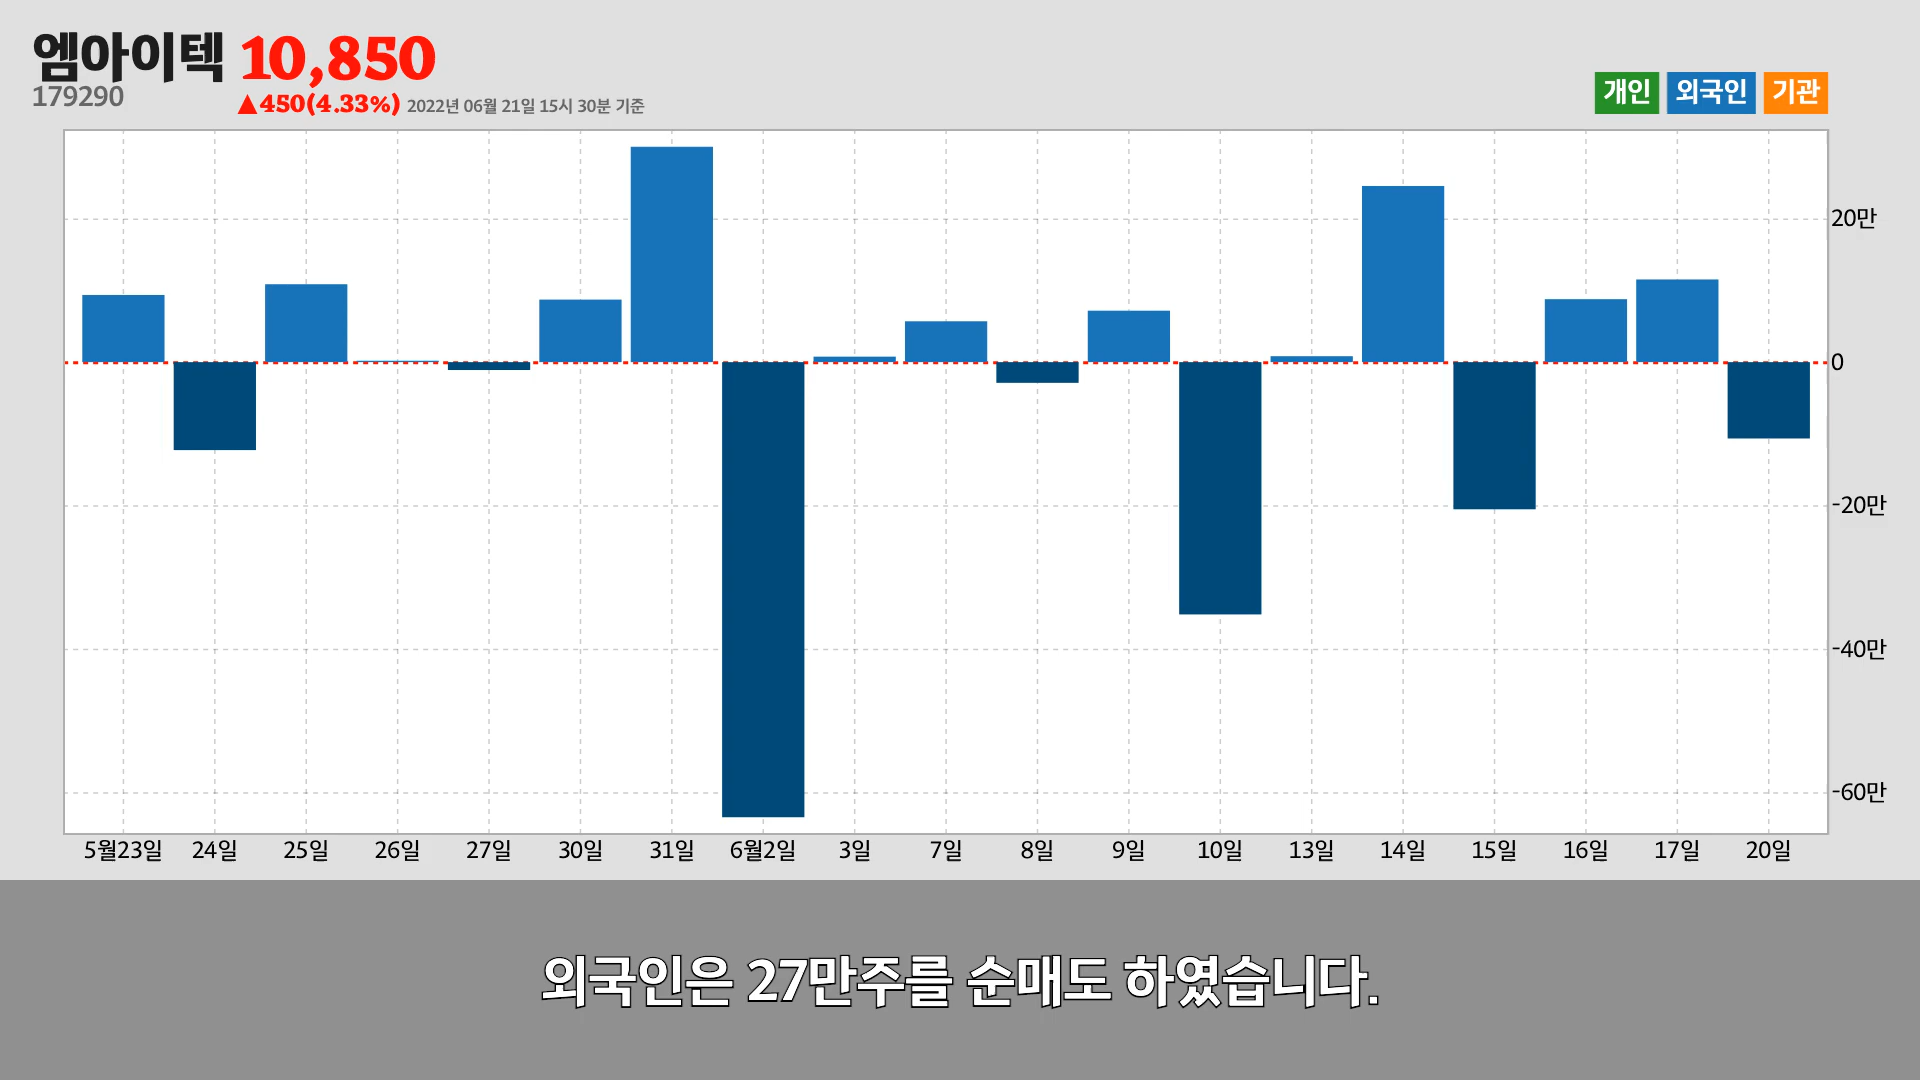 엠아이텍 10,850
179290
▲450(4.33%) 2022년 06월 21일 15시 30분 기준
개인 외국인 기관
20만
0
-20만
-40만
-60만
5월23일 24일 25일 26일 27일 30일 31일 6월2일 3일 7일 8일 9일 10일 13일 14일 15일 16일 17일 20일
외국인은 27만주를 순매도 하였습니다.